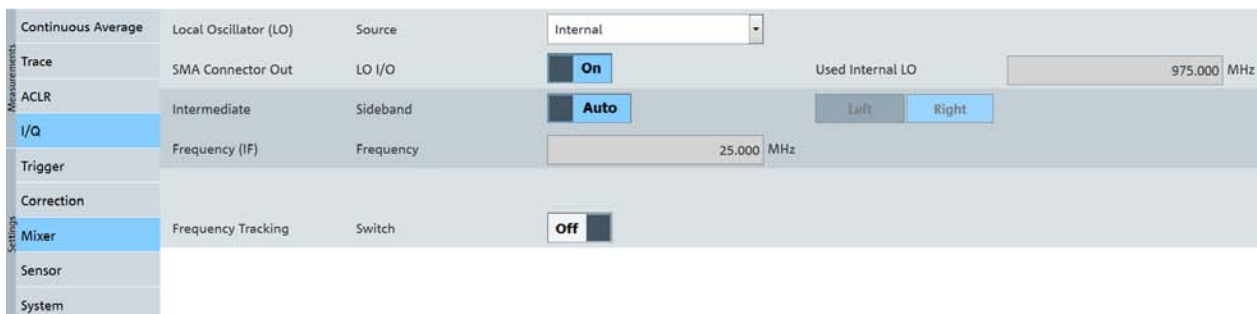 Measurements
Continuous Average
Trace
ACLR
I/Q
Settings
Trigger
Correction
Mixer
Sensor
System
Local Oscillator (LO) Source Internal
SMA Connector Out LO I/O On Used Internal LO 975.000 MHz
Intermediate Sideband Auto Left Right
Frequency (IF) Frequency 25.000 MHz
Frequency Tracking Switch Off